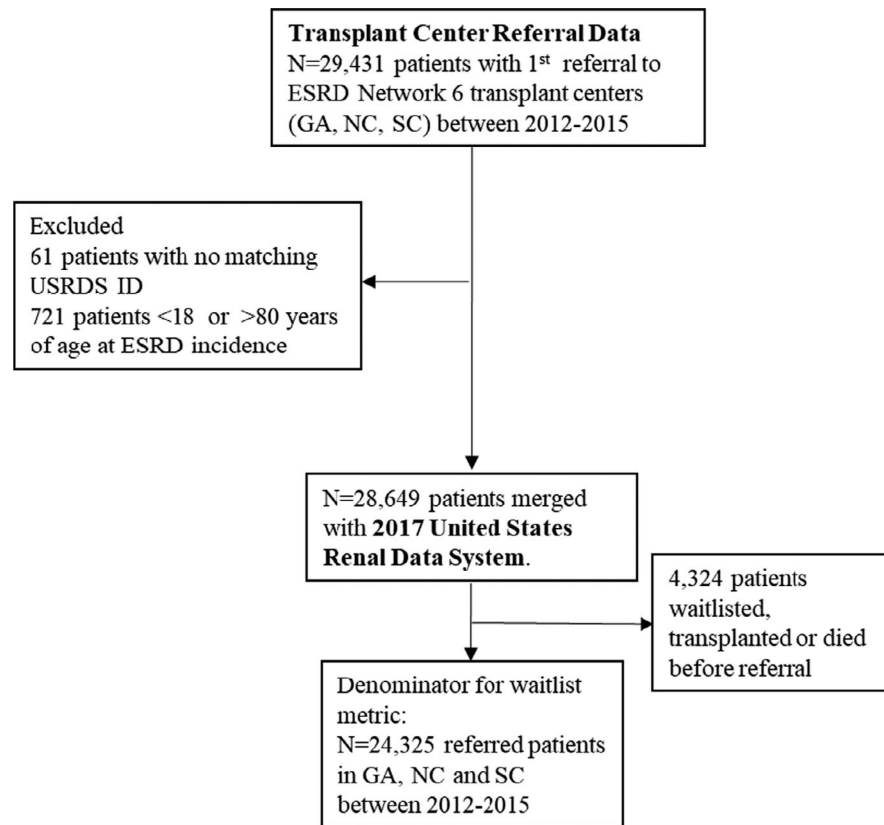 Transplant Center Referral Data
N=29,431 patients with 1st referral to
ESRD Network 6 transplant centers
(GA, NC, SC) between 2012-2015
Excluded
61 patients with no matching
USRDS ID
721 patients <18 or >80 years
of age at ESRD incidence
N=28,649 patients merged
with 2017 United States
Renal Data System.
4,324 patients
waitlisted,
transplanted or died
before referral
Denominator for waitlist
metric:
N=24,325 referred patients
in GA, NC and SC
between 2012-2015